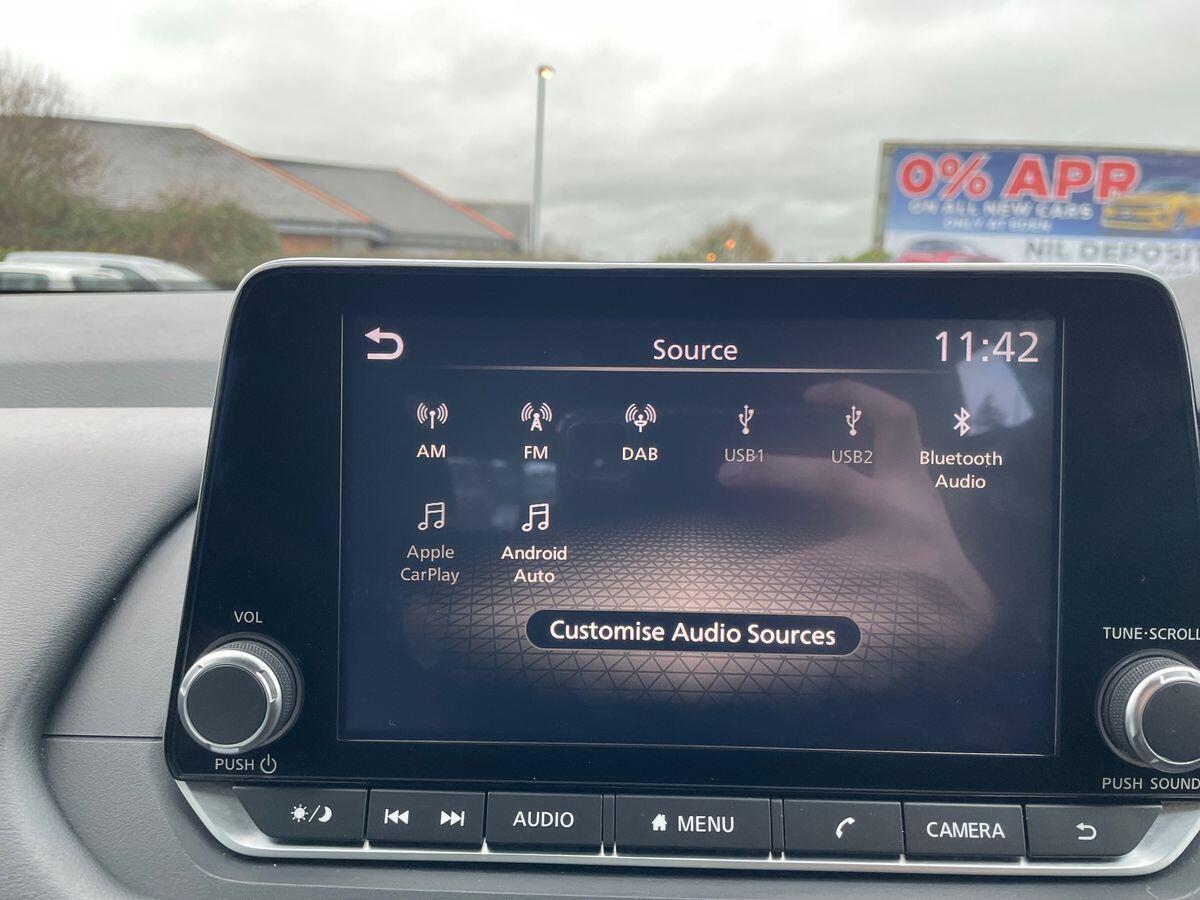 0% APR
ON ALL NEW CARS
NIL DEPOSIT
Source
11:42
AM
FM
DAB
USB1
USB2
Bluetooth
Audio
Apple
CarPlay
Android
Auto
Customise Audio Sources
VOL
PUSH
TUNE·SCROLL
PUSH SOUND
AUDIO
MENU
CAMERA